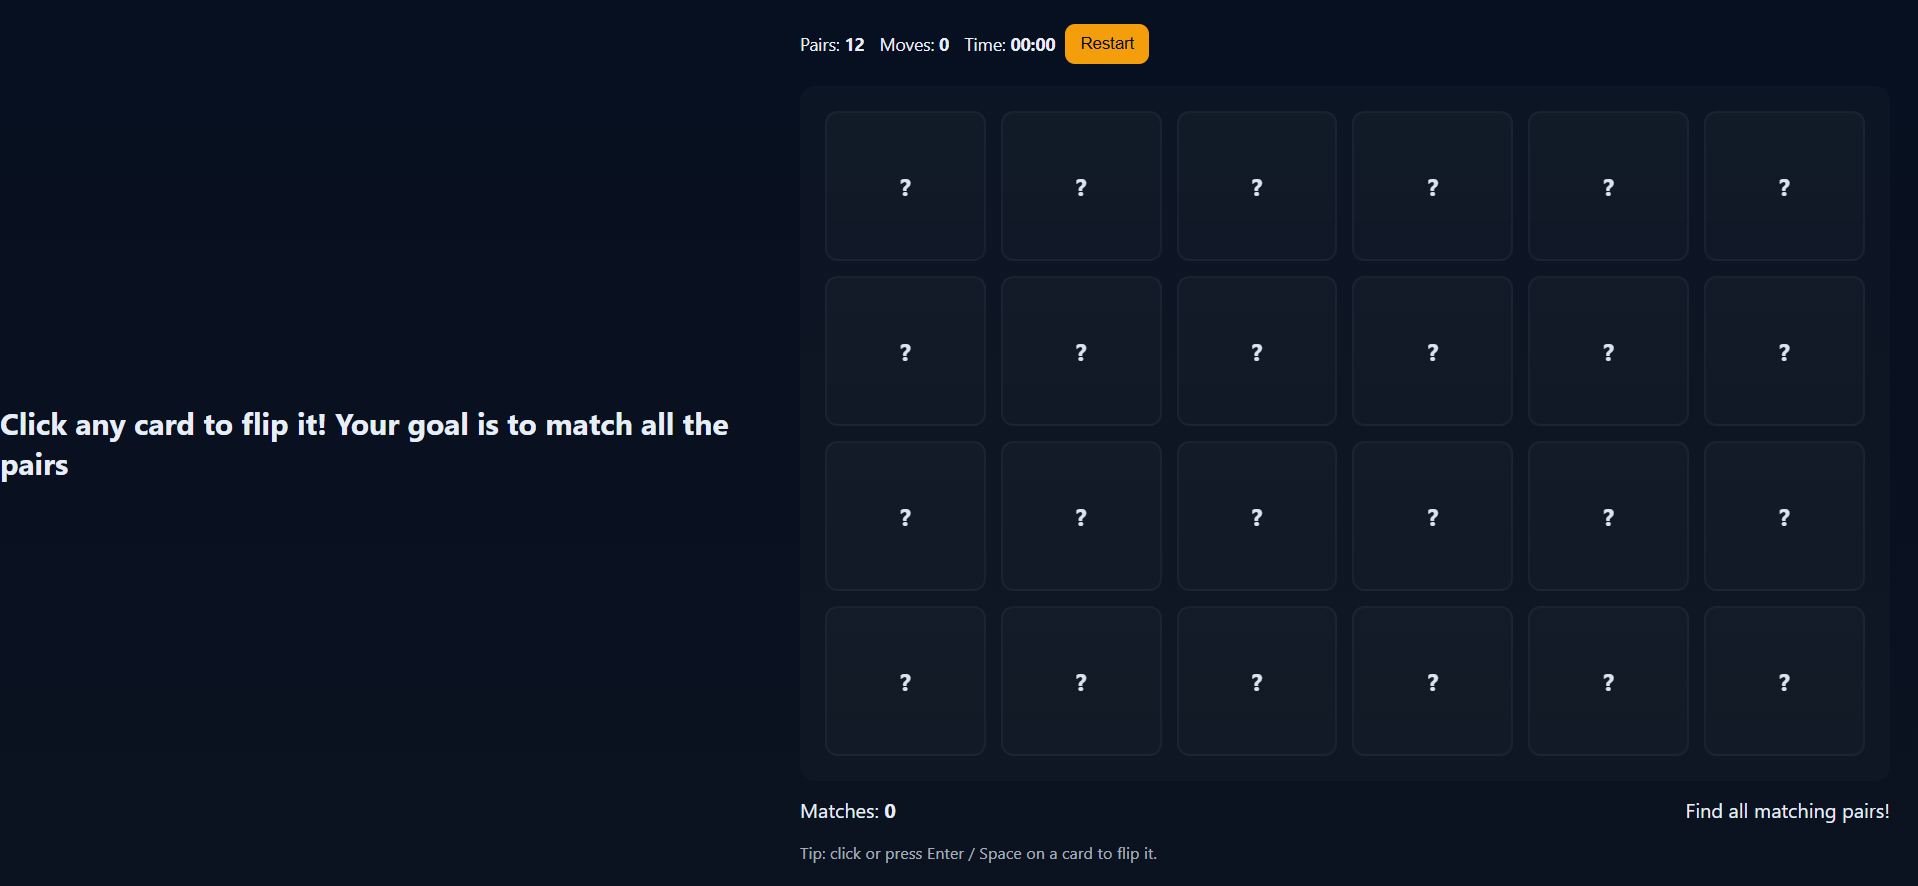 Pairs: 12 Moves: 0 Time: 00:00 Restart
? ? ? ? ? ?
? ? ? ? ? ?
Click any card to flip it! Your goal is to match all the
pairs
? ? ? ? ? ?
? ? ? ? ? ?
Matches: 0 Find all matching pairs!
Tip: click or press Enter / Space on a card to flip it.